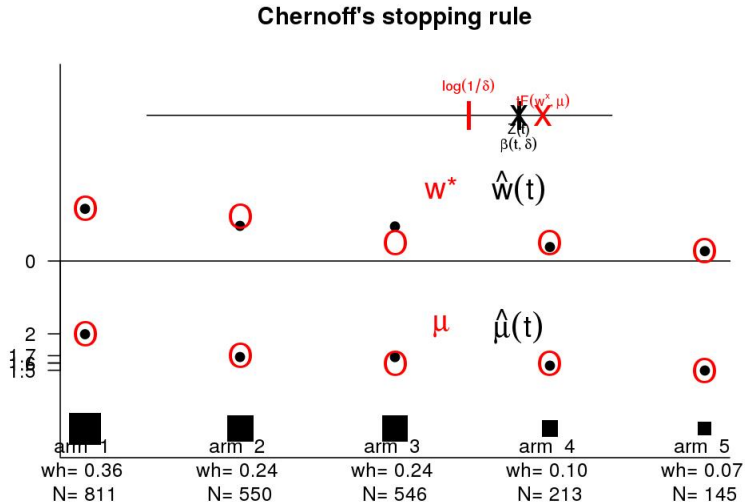 Chernoff's stopping rule
log(1/δ)
tF(w*, μ)
Z(t)
β(t, δ)
w* ŵ(t)
0
μ μ̂(t)
2
1.7
1.5
arm 1 arm 2 arm 3 arm 4 arm 5
wh= 0.36 wh= 0.24 wh= 0.24 wh= 0.10 wh= 0.07
N= 811 N= 550 N= 546 N= 213 N= 145